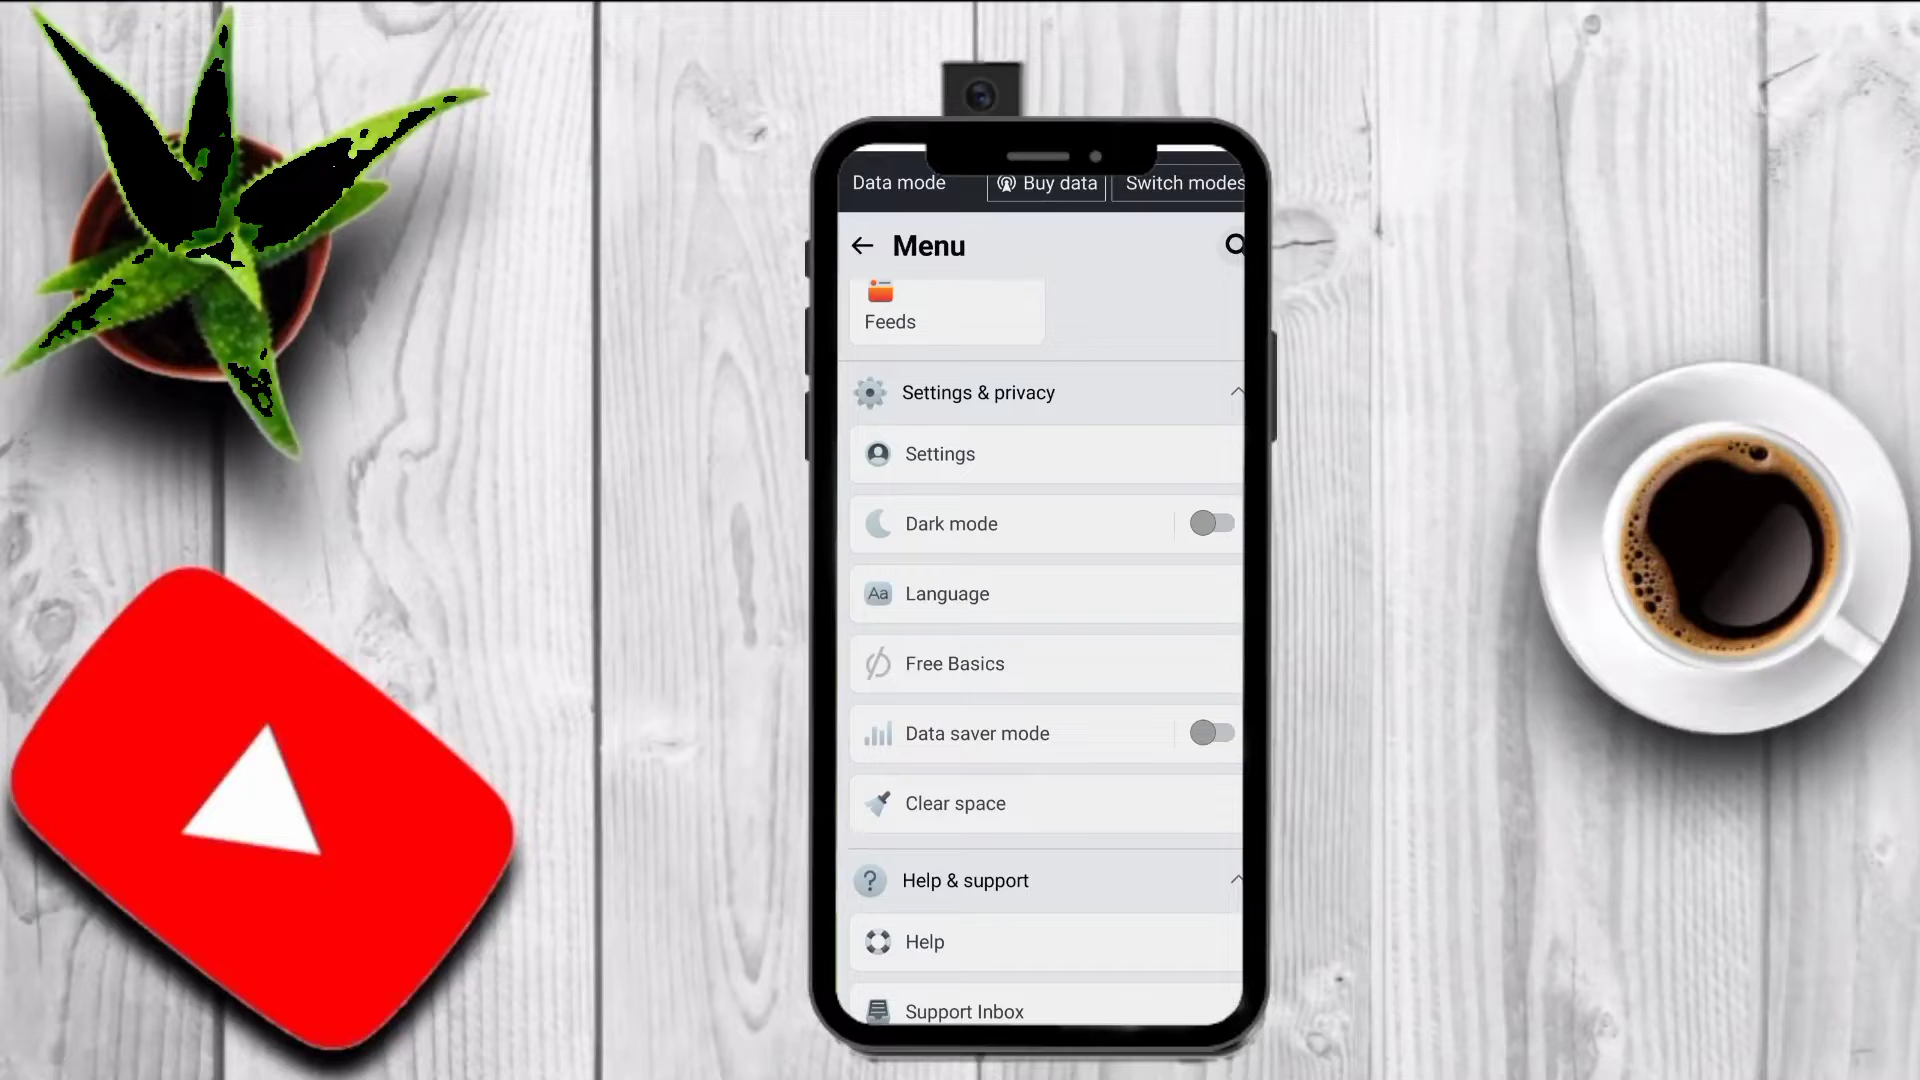 Data mode
Buy data
Switch modes
Menu
Feeds
Settings & privacy
Settings
Dark mode
Aa
Language
Free Basics
Data saver mode
Clear space
?
Help & support
Help
Support Inbox